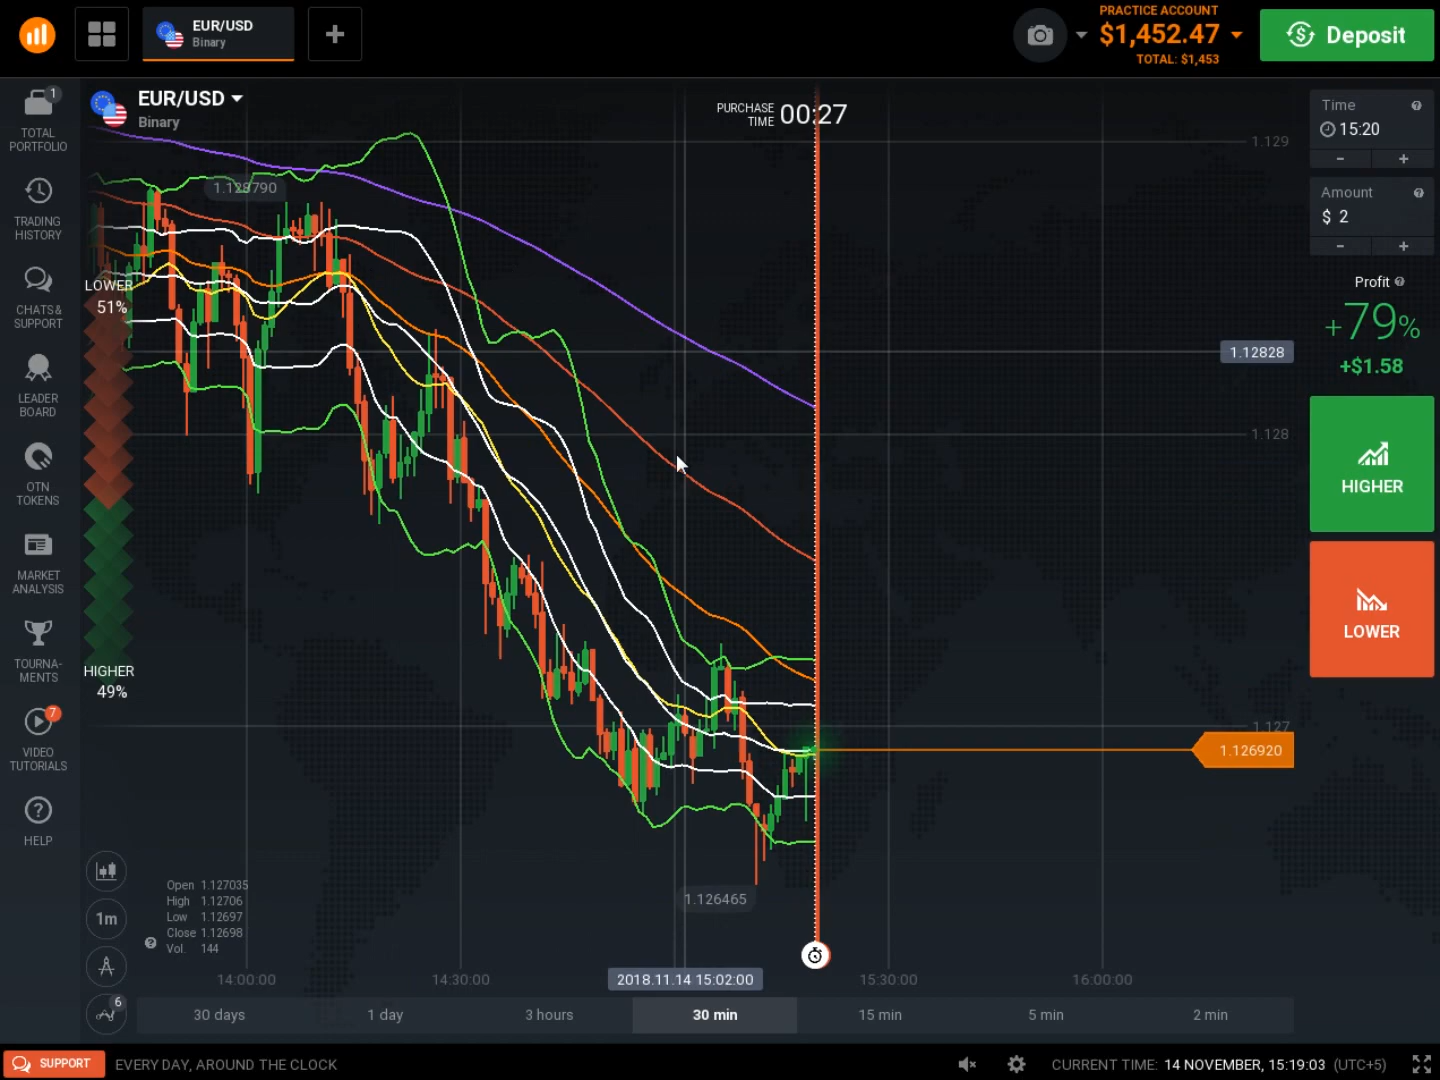 EUR/USD
Binary
PRACTICE ACCOUNT
$1,452.47
TOTAL: $1,453
Deposit
1
TOTAL
PORTFOLIO
TRADING
HISTORY
CHATS &
SUPPORT
LEADER
BOARD
OTN
TOKENS
MARKET
ANALYSIS
TOURNA-
MENTS
7
VIDEO
TUTORIALS
HELP
EUR/USD
Binary
PURCHASE
TIME
00:27
1.128790
LOWER
51%
HIGHER
49%
1.129
1.12828
1.128
1.127
1.126920
1.126465
Open 1.127035
High 1.12706
Low 1.12697
Close 1.12698
Vol. 144
1m
6
14:00:00
14:30:00
2018.11.14 15:02:00
15:30:00
16:00:00
30 days
1 day
3 hours
30 min
15 min
5 min
2 min
Time
15:20
- +
Amount
$ 2
- +
Profit
+79%
+$1.58
HIGHER
LOWER
SUPPORT
EVERY DAY, AROUND THE CLOCK
CURRENT TIME: 14 NOVEMBER, 15:19:03 (UTC+5)